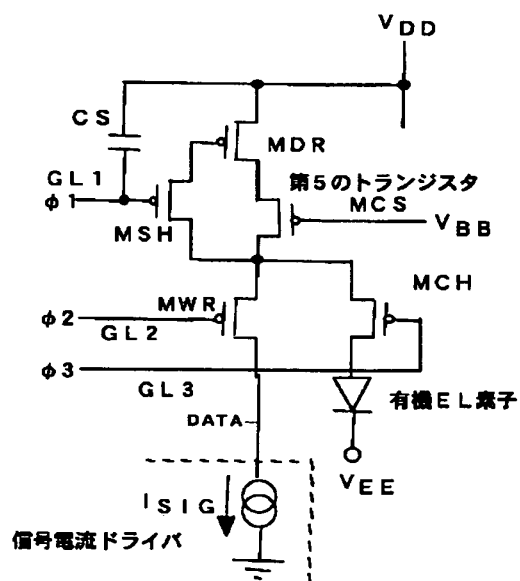 VDD
CS
MDR
GL1
φ1
第5のトランジスタ
MCS
VBB
MSH
MCH
MWR
φ2
GL2
φ3
GL3
有機EL素子
DATA
VEE
ISIG
信号電流ドライバ